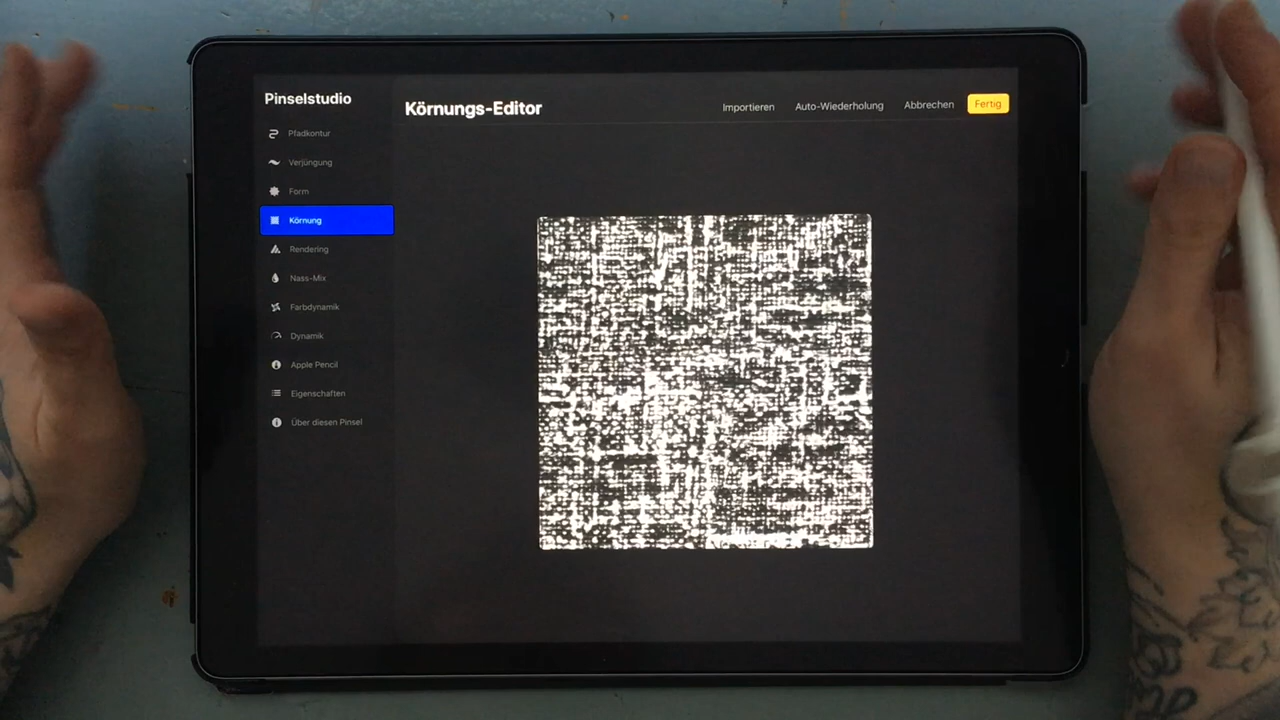 Pinselstudio
Pfadkontur
Verjüngung
Form
Körnung
Rendering
Nass-Mix
Farbdynamik
Dynamik
Apple Pencil
Eigenschaften
Über diesen Pinsel
Körnungs-Editor
Importieren
Auto-Wiederholung
Abbrechen
Fertig